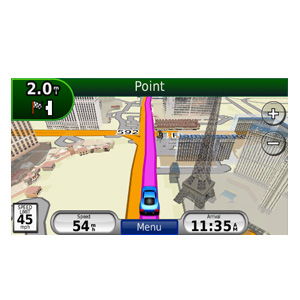 Point
2.0
592
SPEED
LIMIT
45
mph
Speed
54 m h
Menu
Arrival
11:35 A M